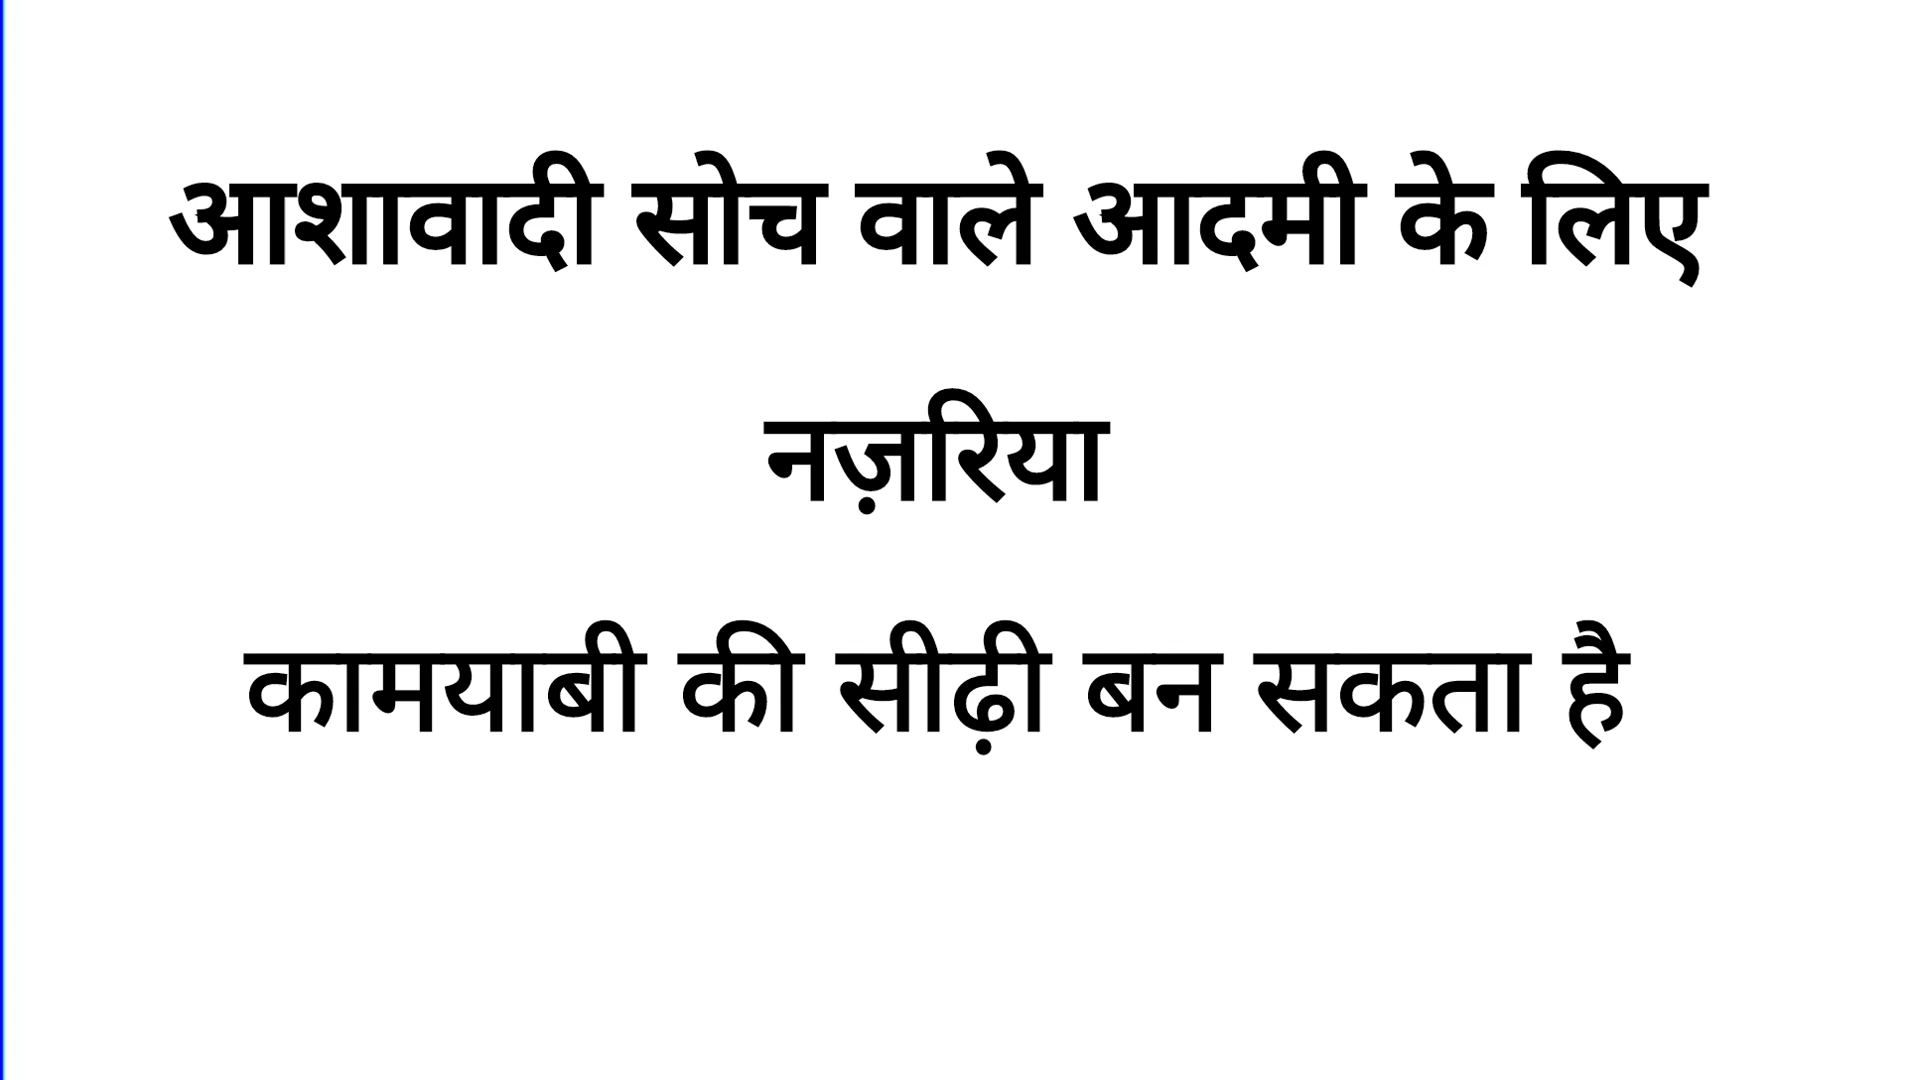 आशावादी सोच वाले आदमी के लिए
नज़रिया
कामयाबी की सीढ़ी बन सकता है